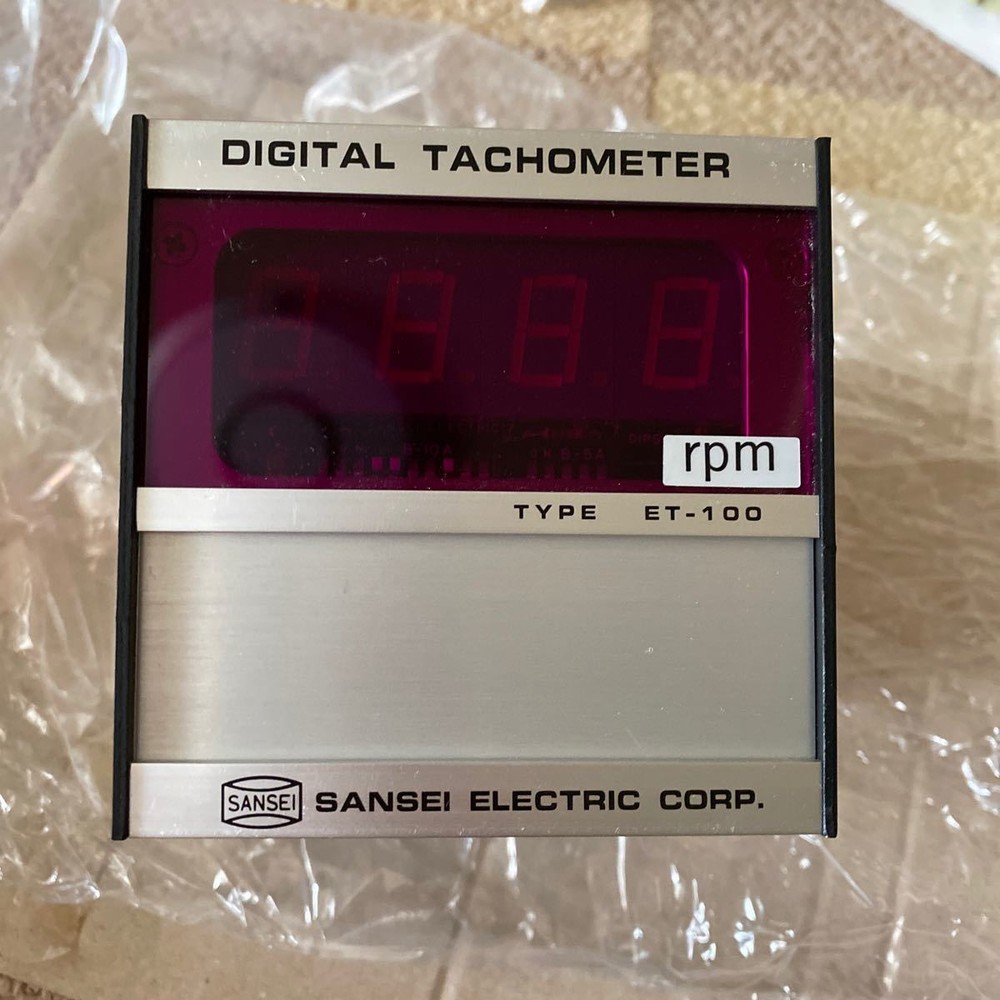 DIGITAL TACHOMETER
rpm
TYPE ET-100
SANSEI SANSEI ELECTRIC CORP.